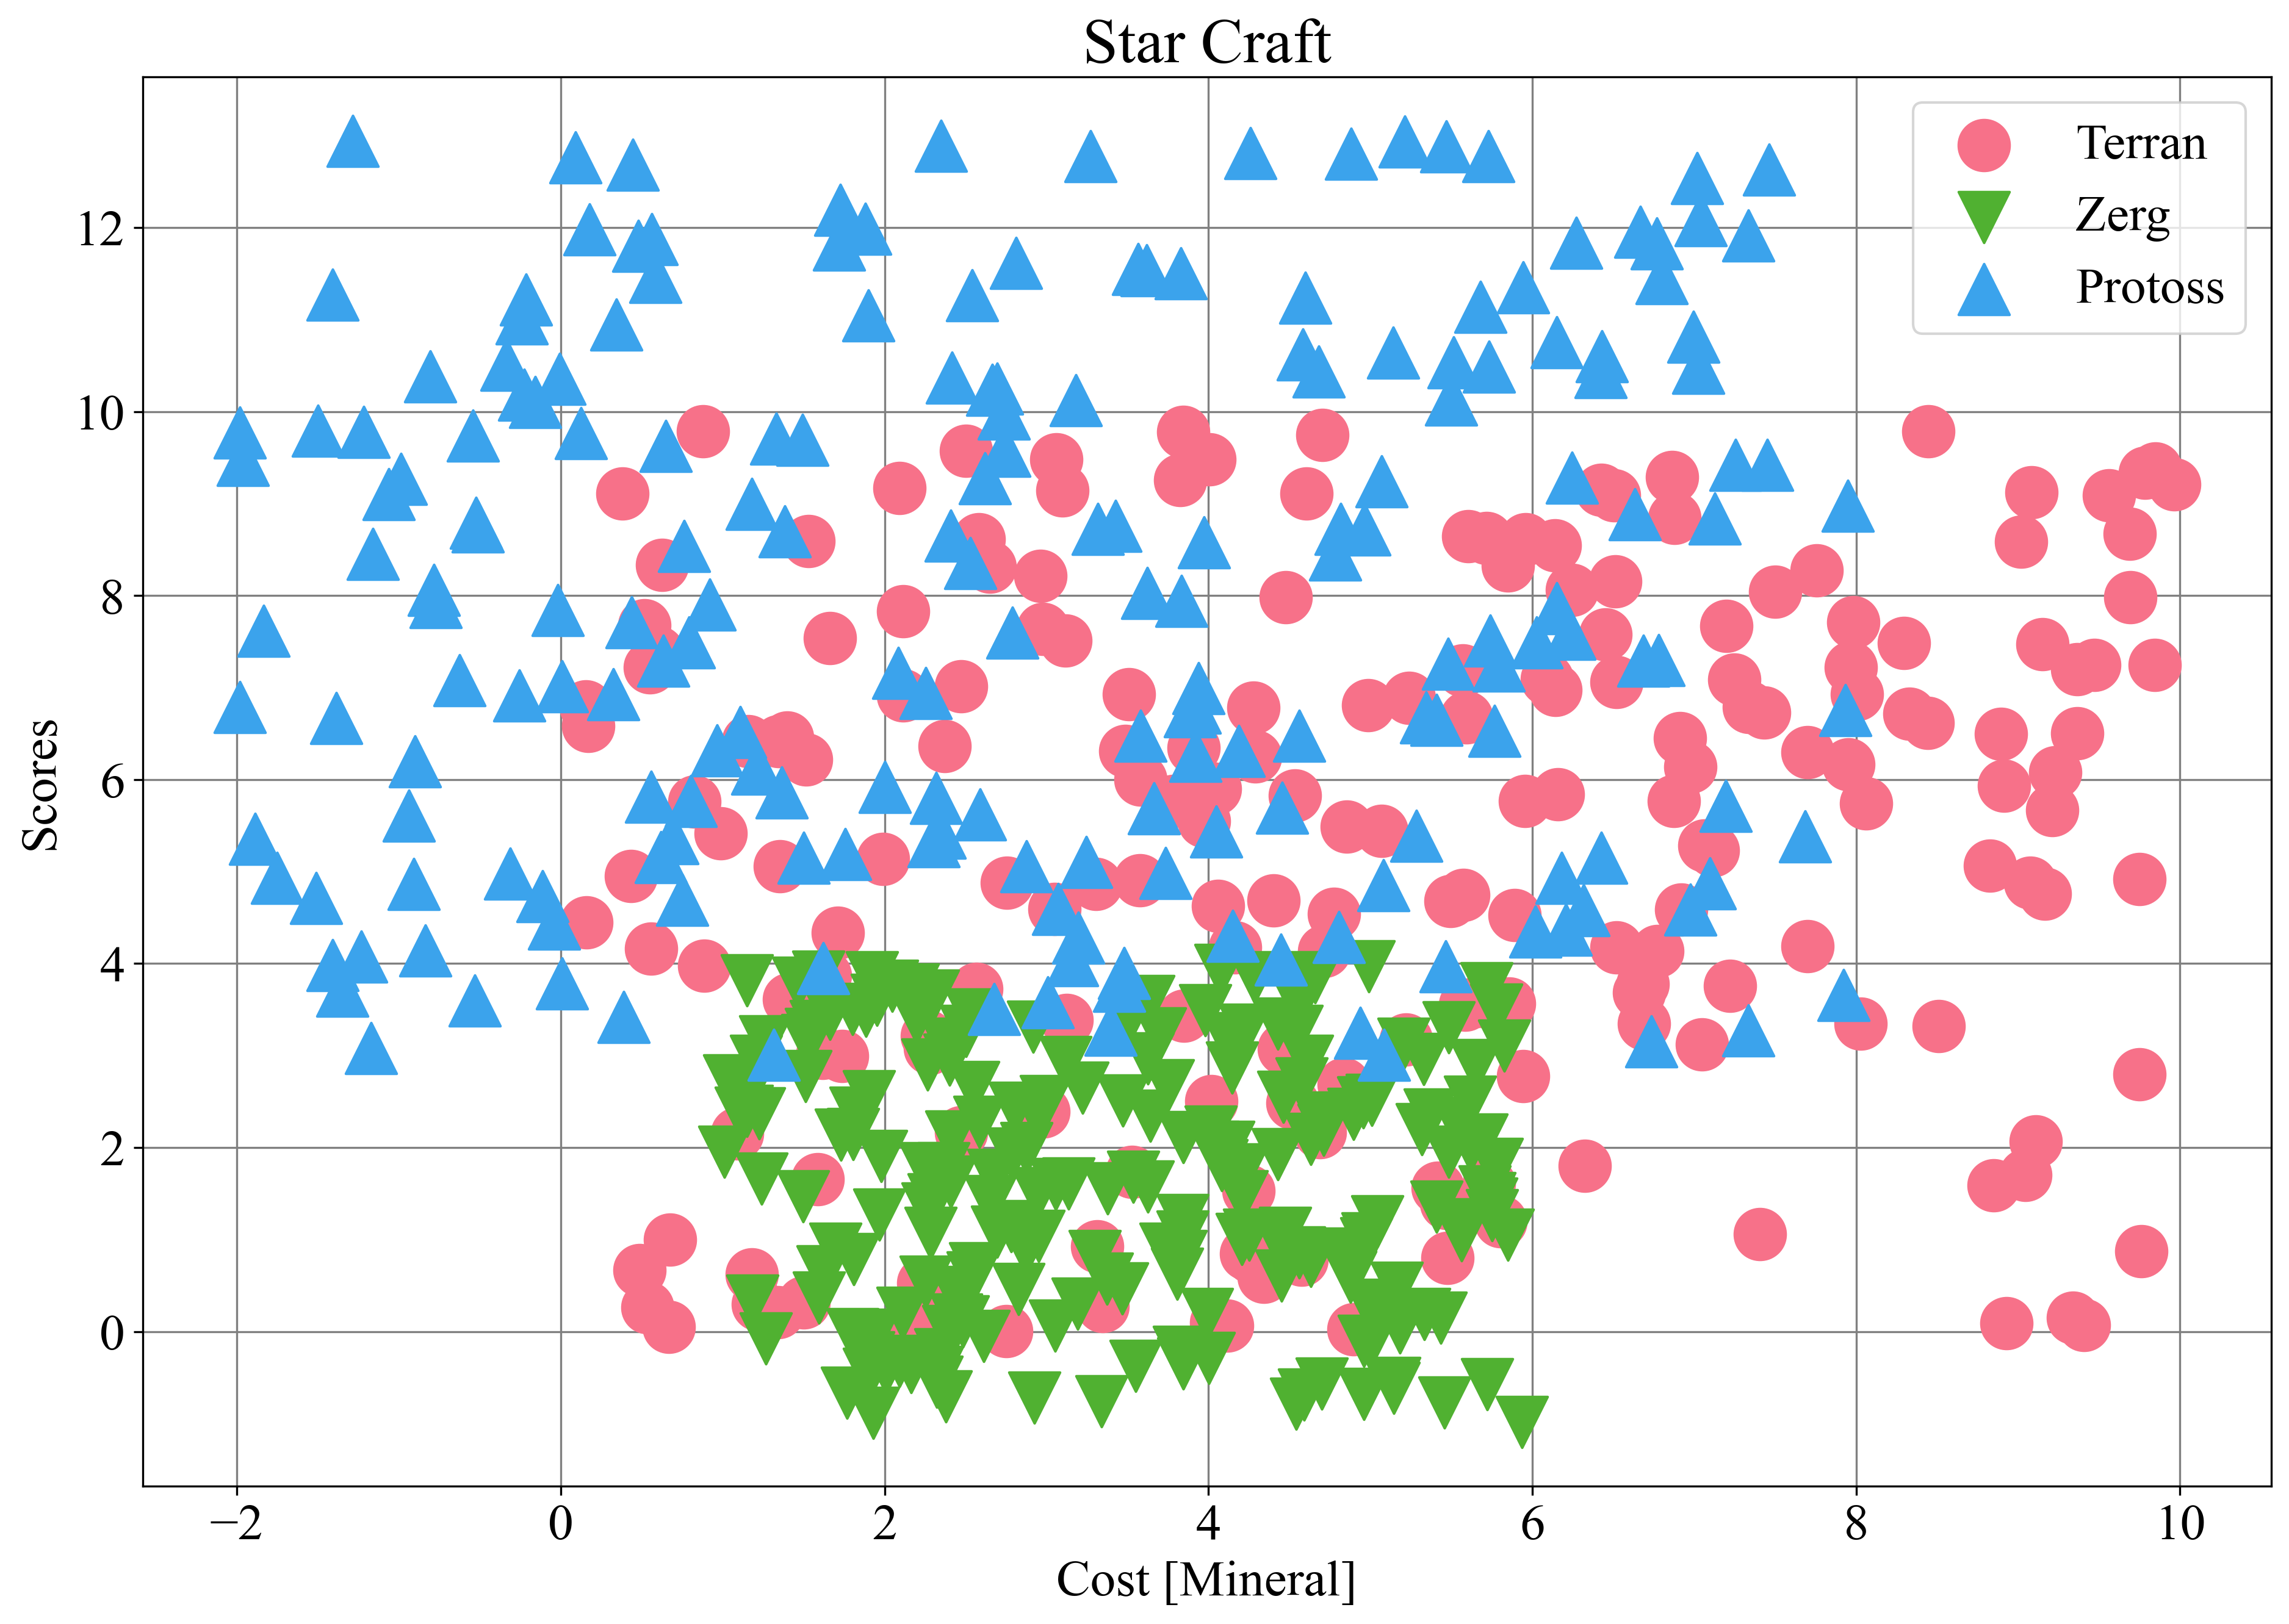 Star Craft
Terran
Zerg
Protoss
12
10
8
6
4
2
0
Scores
−2 0 2 4 6 8 10
Cost [Mineral]